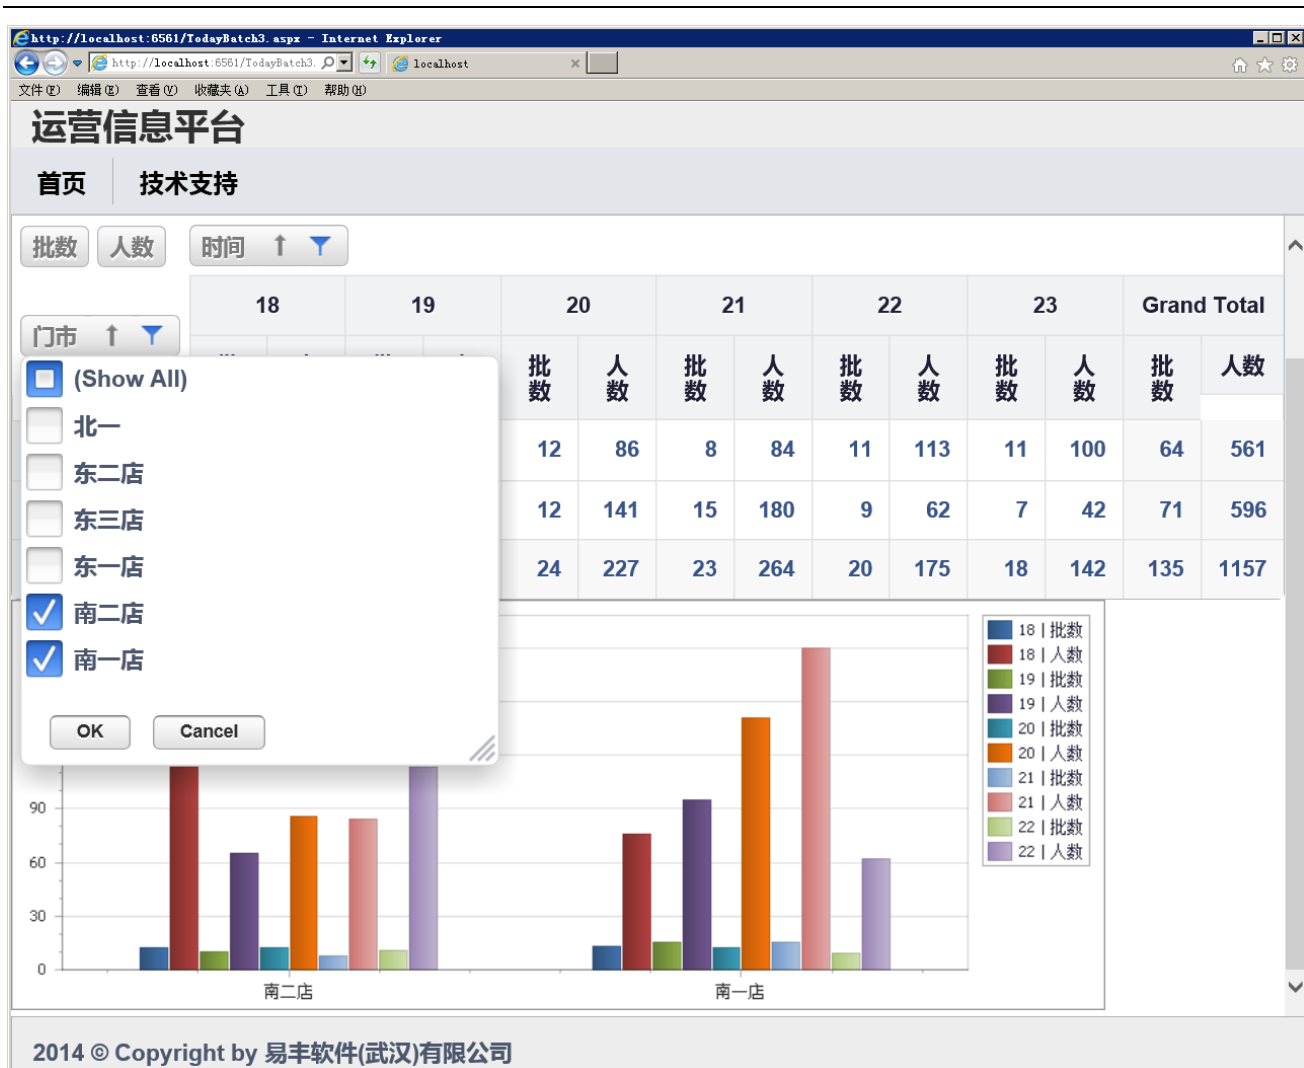 http://localhost:6561/TodayBatch3.aspx - Internet Explorer
http://localhost:6561/TodayBatch3. localhost
文件(F) 编辑(E) 查看(V) 收藏夹(A) 工具(T) 帮助(H)
运营信息平台
首页 技术支持
批数 人数 时间
18 19 20 21 22 23 Grand Total
门市
批数 人数 批数 人数 批数 人数 批数 人数 批数 人数
(Show All)
北一
东二店
东三店
东一店
南二店
南一店
OK Cancel
12 86 8 84 11 113 11 100 64 561
12 141 15 180 9 62 7 42 71 596
24 227 23 264 20 175 18 142 135 1157
18 | 批数
18 | 人数
19 | 批数
19 | 人数
20 | 批数
20 | 人数
21 | 批数
21 | 人数
22 | 批数
22 | 人数
90
60
30
0
南二店 南一店
2014 © Copyright by 易丰软件(武汉)有限公司